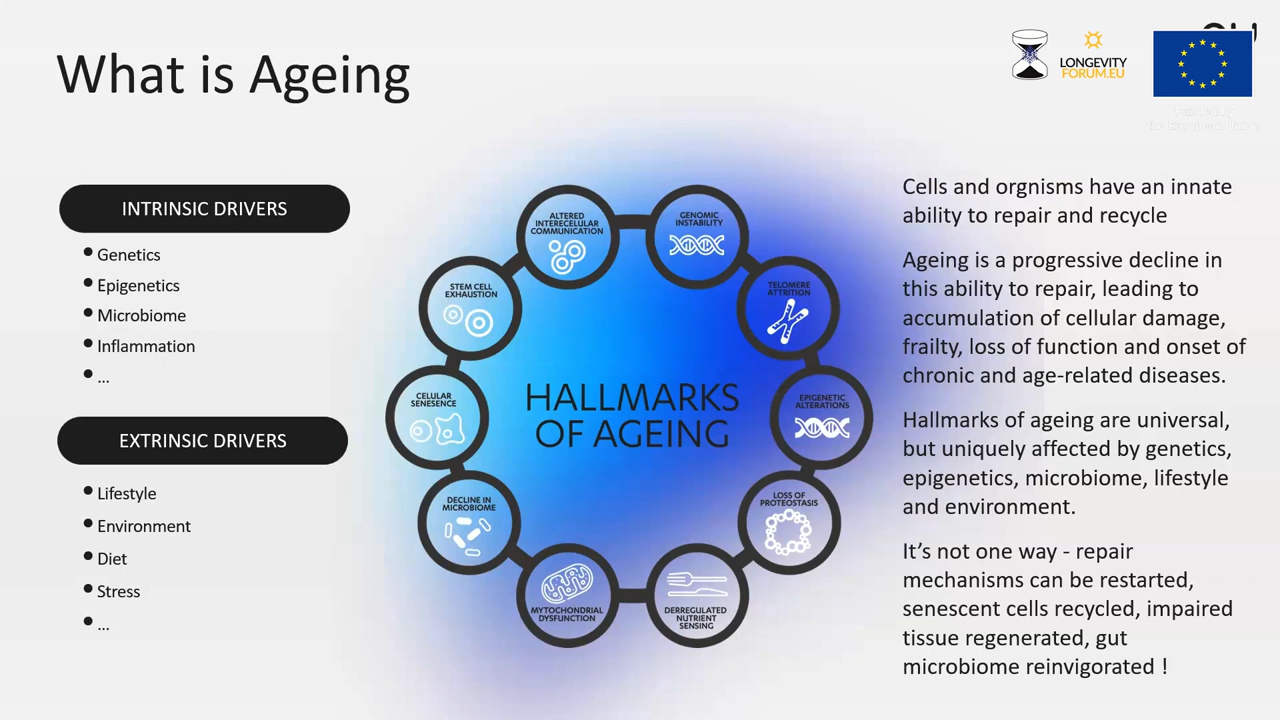 What is Ageing
LONGEVITY
FORUM.EU
INTRINSIC DRIVERS
• Genetics
• Epigenetics
• Microbiome
• Inflammation
• ...
EXTRINSIC DRIVERS
• Lifestyle
• Environment
• Diet
• Stress
• ...
HALLMARKS
OF AGEING
ALTERED
INTERECELULAR
COMMUNICATION
GENOMIC
INSTABILITY
TELOMERE
ATTRITION
EPIGENETIC
ALTERATIONS
LOSS OF
PROTEOSTASIS
DERREGULATED
NUTRIENT
SENSING
MYTOCHONDRIAL
DYSFUNCTION
DECLINE IN
MICROBIOME
CELLULAR
SENESENCE
STEM CELL
EXHAUSTION
Cells and orgnisms have an innate
ability to repair and recycle
Ageing is a progressive decline in
this ability to repair, leading to
accumulation of cellular damage,
frailty, loss of function and onset of
chronic and age-related diseases.
Hallmarks of ageing are universal,
but uniquely affected by genetics,
epigenetics, microbiome, lifestyle
and environment.
It's not one way - repair
mechanisms can be restarted,
senescent cells recycled, impaired
tissue regenerated, gut
microbiome reinvigorated !